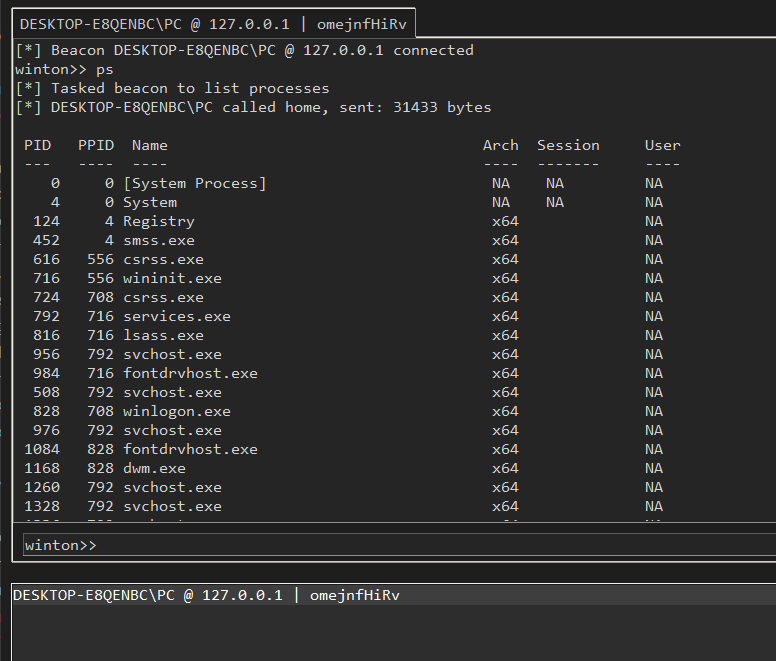 DESKTOP-E8QENBC\PC @ 127.0.0.1 | omejnfHiRv
[*] Beacon DESKTOP-E8QENBC\PC @ 127.0.0.1 connected
winton>> ps
[*] Tasked beacon to list processes
[*] DESKTOP-E8QENBC\PC called home, sent: 31433 bytes
PID PPID Name Arch Session User
--- ---- ---- ---- ------- ----
0 0 [System Process] NA NA NA
4 0 System NA NA NA
124 4 Registry x64 NA
452 4 smss.exe x64 NA
616 556 csrss.exe x64 NA
716 556 wininit.exe x64 NA
724 708 csrss.exe x64 NA
792 716 services.exe x64 NA
816 716 lsass.exe x64 NA
956 792 svchost.exe x64 NA
984 716 fontdrvhost.exe x64 NA
508 792 svchost.exe x64 NA
828 708 winlogon.exe x64 NA
976 792 svchost.exe x64 NA
1084 828 fontdrvhost.exe x64 NA
1168 828 dwm.exe x64 NA
1260 792 svchost.exe x64 NA
1328 792 svchost.exe x64 NA
winton>>
DESKTOP-E8QENBC\PC @ 127.0.0.1 | omejnfHiRv